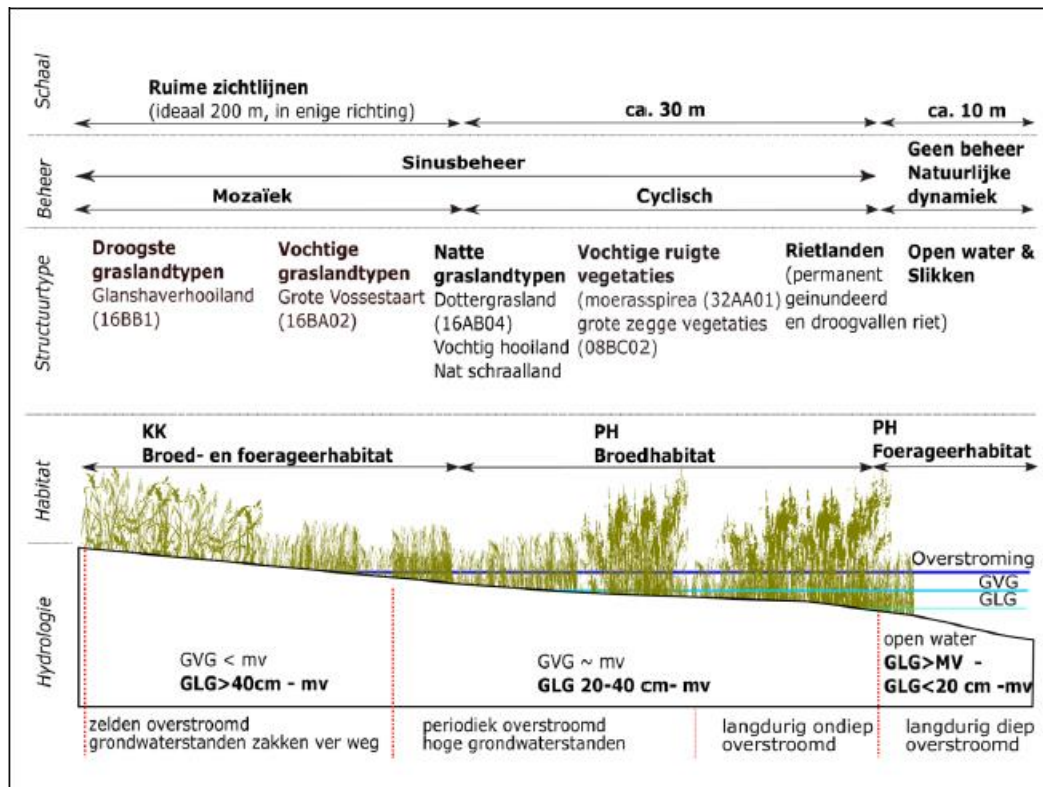 Schaal
Ruime zichtlijnen
(ideaal 200 m, in enige richting)
ca. 30 m
ca. 10 m
Beheer
Sinusbeheer
Mozaïek
Cyclisch
Geen beheer
Natuurlijke
dynamiek
Structuurtype
Droogste
graslandtypen
Glanshaverhooiland
(16BB1)
Vochtige
graslandtypen
Grote Vossestaart
(16BA02)
Natte
graslandtypen
Dottergrasland
(16AB04)
Vochtig hooiland
Nat schraalland
Vochtige ruigte
vegetaties
(moerasspirea (32AA01)
grote zegge vegetaties
(08BC02)
Rietlanden
(permanent
geinundeerd
en droogvallen riet)
Open water &
Slikken
Habitat
KK
Broed- en foerageerhabitat
PH
Broedhabitat
PH
Foerageerhabitat
Hydrologie
Overstroming
GVG
GLG
GVG < mv
GLG>40cm - mv
GVG ~ mv
GLG 20-40 cm- mv
open water
GLG>MV -
GLG<20 cm -mv
zelden overstroomd
grondwaterstanden zakken ver weg
periodiek overstroomd
hoge grondwaterstanden
langdurig ondiep
overstroomd
langdurig diep
overstroomd